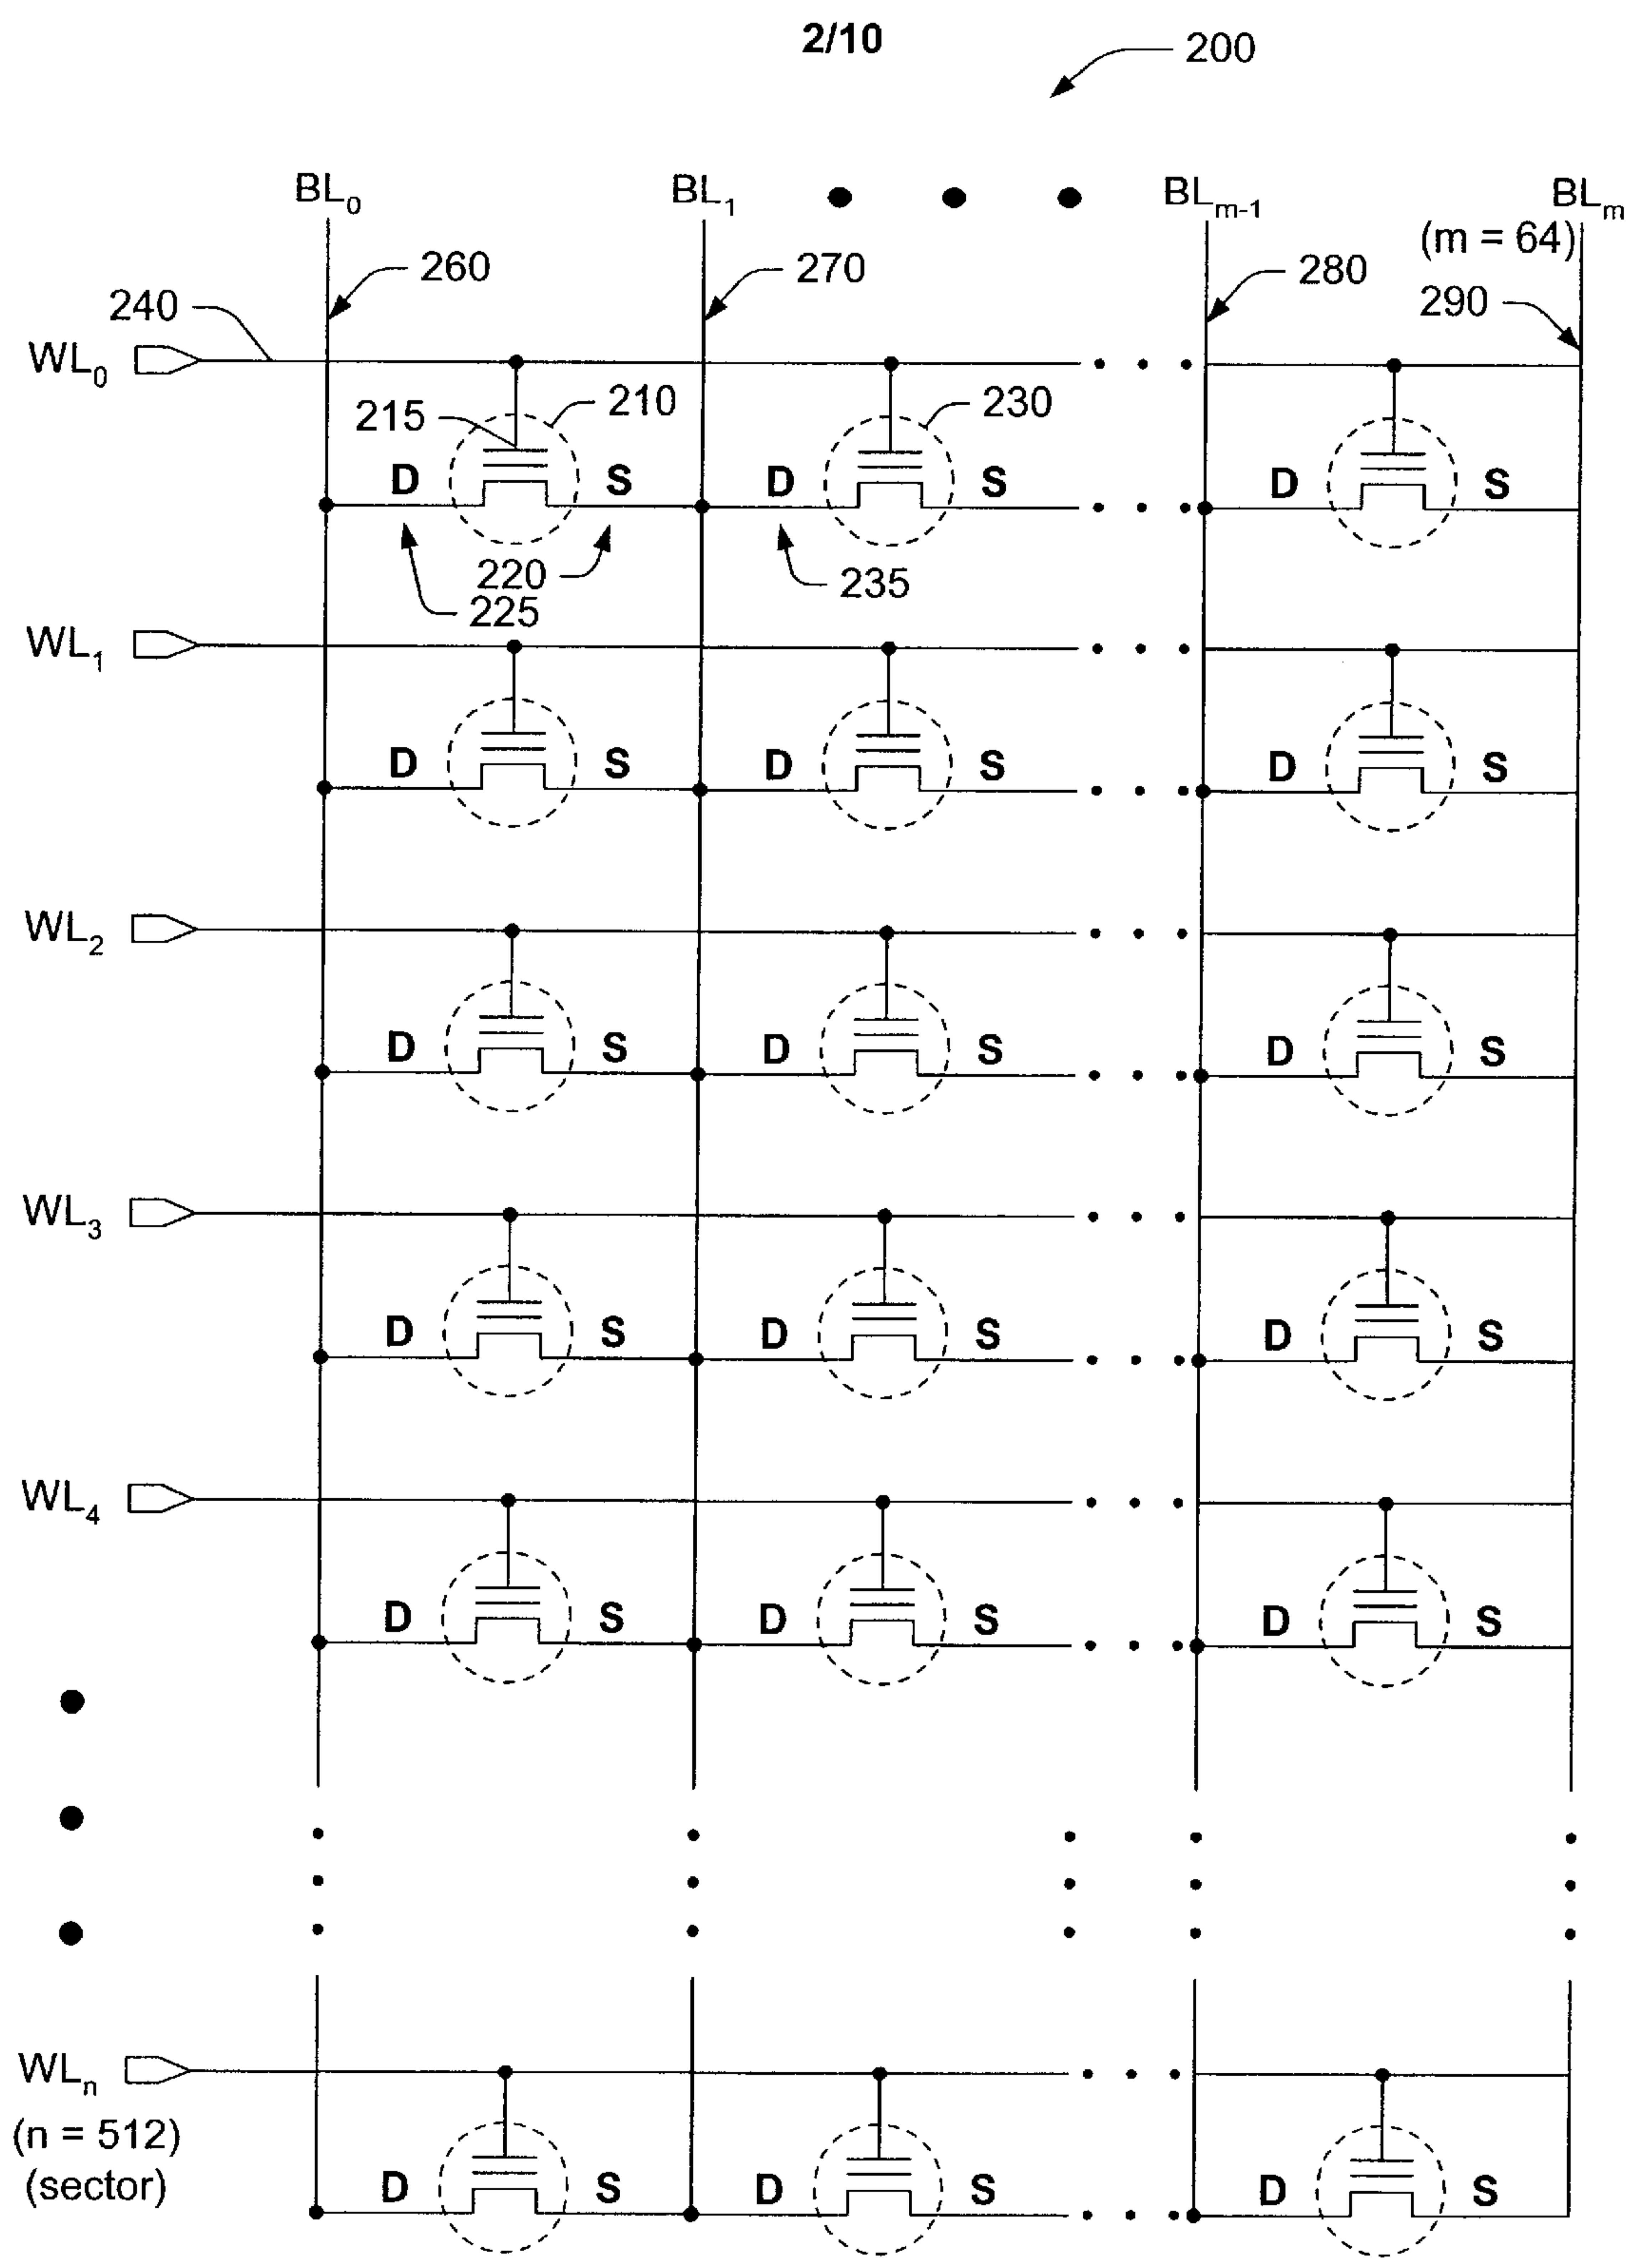 2/10
200
BL0 BL1 BLm-1 BLm
(m = 64)
260 270 280 290
240
WL0
215 210 230
D S D S D S
220 235
225
WL1
D S D S D S
WL2
D S D S D S
WL3
D S D S D S
WL4
D S D S D S
WLn
(n = 512)
(sector)
D S D S D S